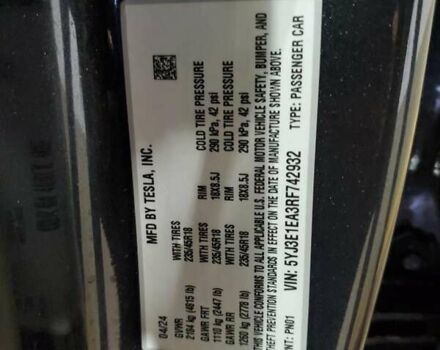 MFD BY TESLA, INC.
04/24
GVWR
2184 kg (4815 lb)
GAWR FRT
1110 kg (2447 lb)
GAWR RR
1260 kg (2778 lb)
WITH TIRES
235/45R18
WITH TIRES
235/45R18
WITH TIRES
235/45R18
RIM
18X8.5J
RIM
18X8.5J
COLD TIRE PRESSURE
290 kPa, 42 psi
COLD TIRE PRESSURE
290 kPa, 42 psi
THIS VEHICLE CONFORMS TO ALL APPLICABLE U.S. FEDERAL MOTOR VEHICLE SAFETY, BUMPER, AND
THEFT PREVENTION STANDARDS IN EFFECT ON THE DATE OF MANUFACTURE SHOWN ABOVE.
VIN: 5YJ3E1EA3RF742932 TYPE: PASSENGER CAR
PN01